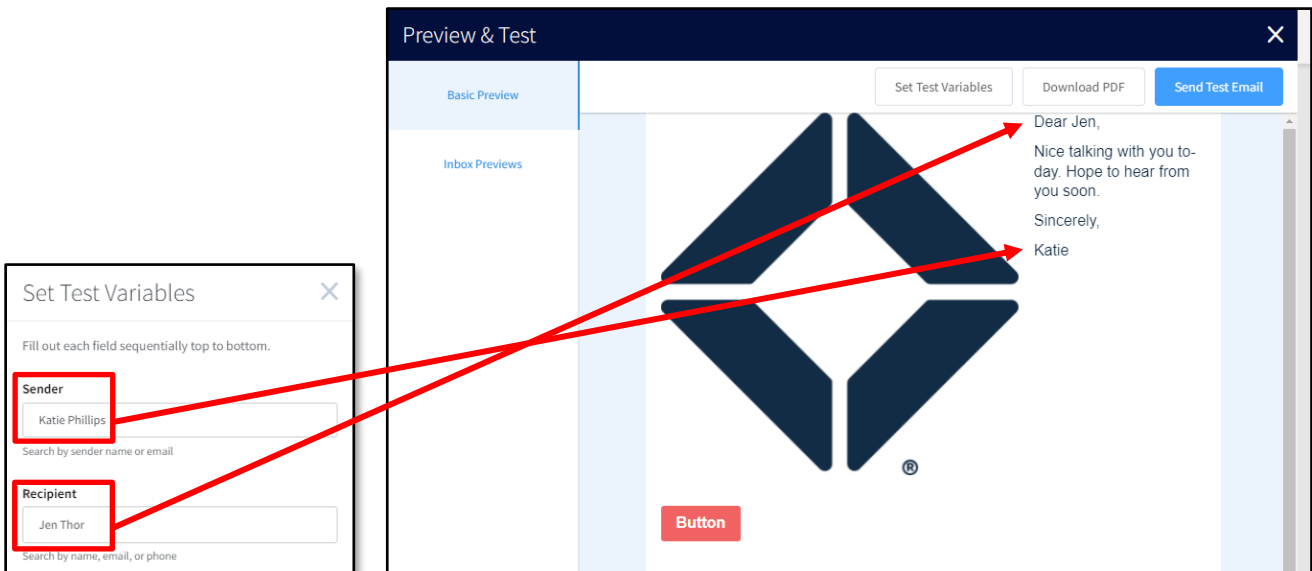 Preview & Test
Basic Preview
Inbox Previews
Set Test Variables
Download PDF
Send Test Email
Dear Jen,
Nice talking with you to-
day. Hope to hear from
you soon.
Sincerely,
Katie
®
Button
Set Test Variables
Fill out each field sequentially top to bottom.
Sender
Katie Phillips
Search by sender name or email
Recipient
Jen Thor
Search by name, email, or phone